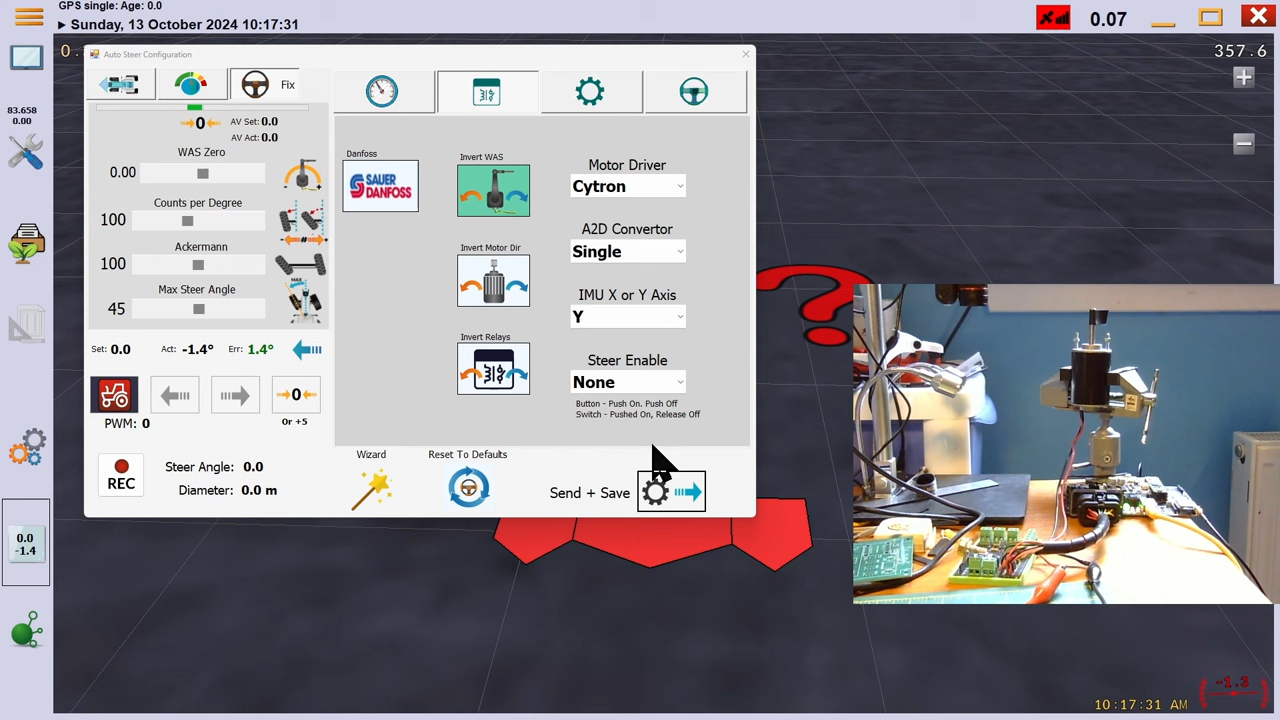 GPS single: Age: 0.0
▸ Sunday, 13 October 2024 10:17:31
0.07
0.
357.6
83.658
0.00
Auto Steer Configuration
Fix
→0←
AV Set: 0.0
AV Act: 0.0
WAS Zero
0.00
Counts per Degree
100
Ackermann
100
Max Steer Angle
45
MAX
Set: 0.0 Act: -1.4° Err: 1.4°
→0←
PWM: 0
Or +5
REC
Steer Angle: 0.0
Diameter: 0.0 m
Danfoss
SAUER
DANFOSS
Invert WAS
Invert Motor Dir
Invert Relays
Motor Driver
Cytron
A2D Convertor
Single
IMU X or Y Axis
Y
Steer Enable
None
Button - Push On. Push Off
Switch - Pushed On, Release Off
Wizard
Reset To Defaults
Send + Save
?
0.0
-1.4
-1.3
10:17:31 AM